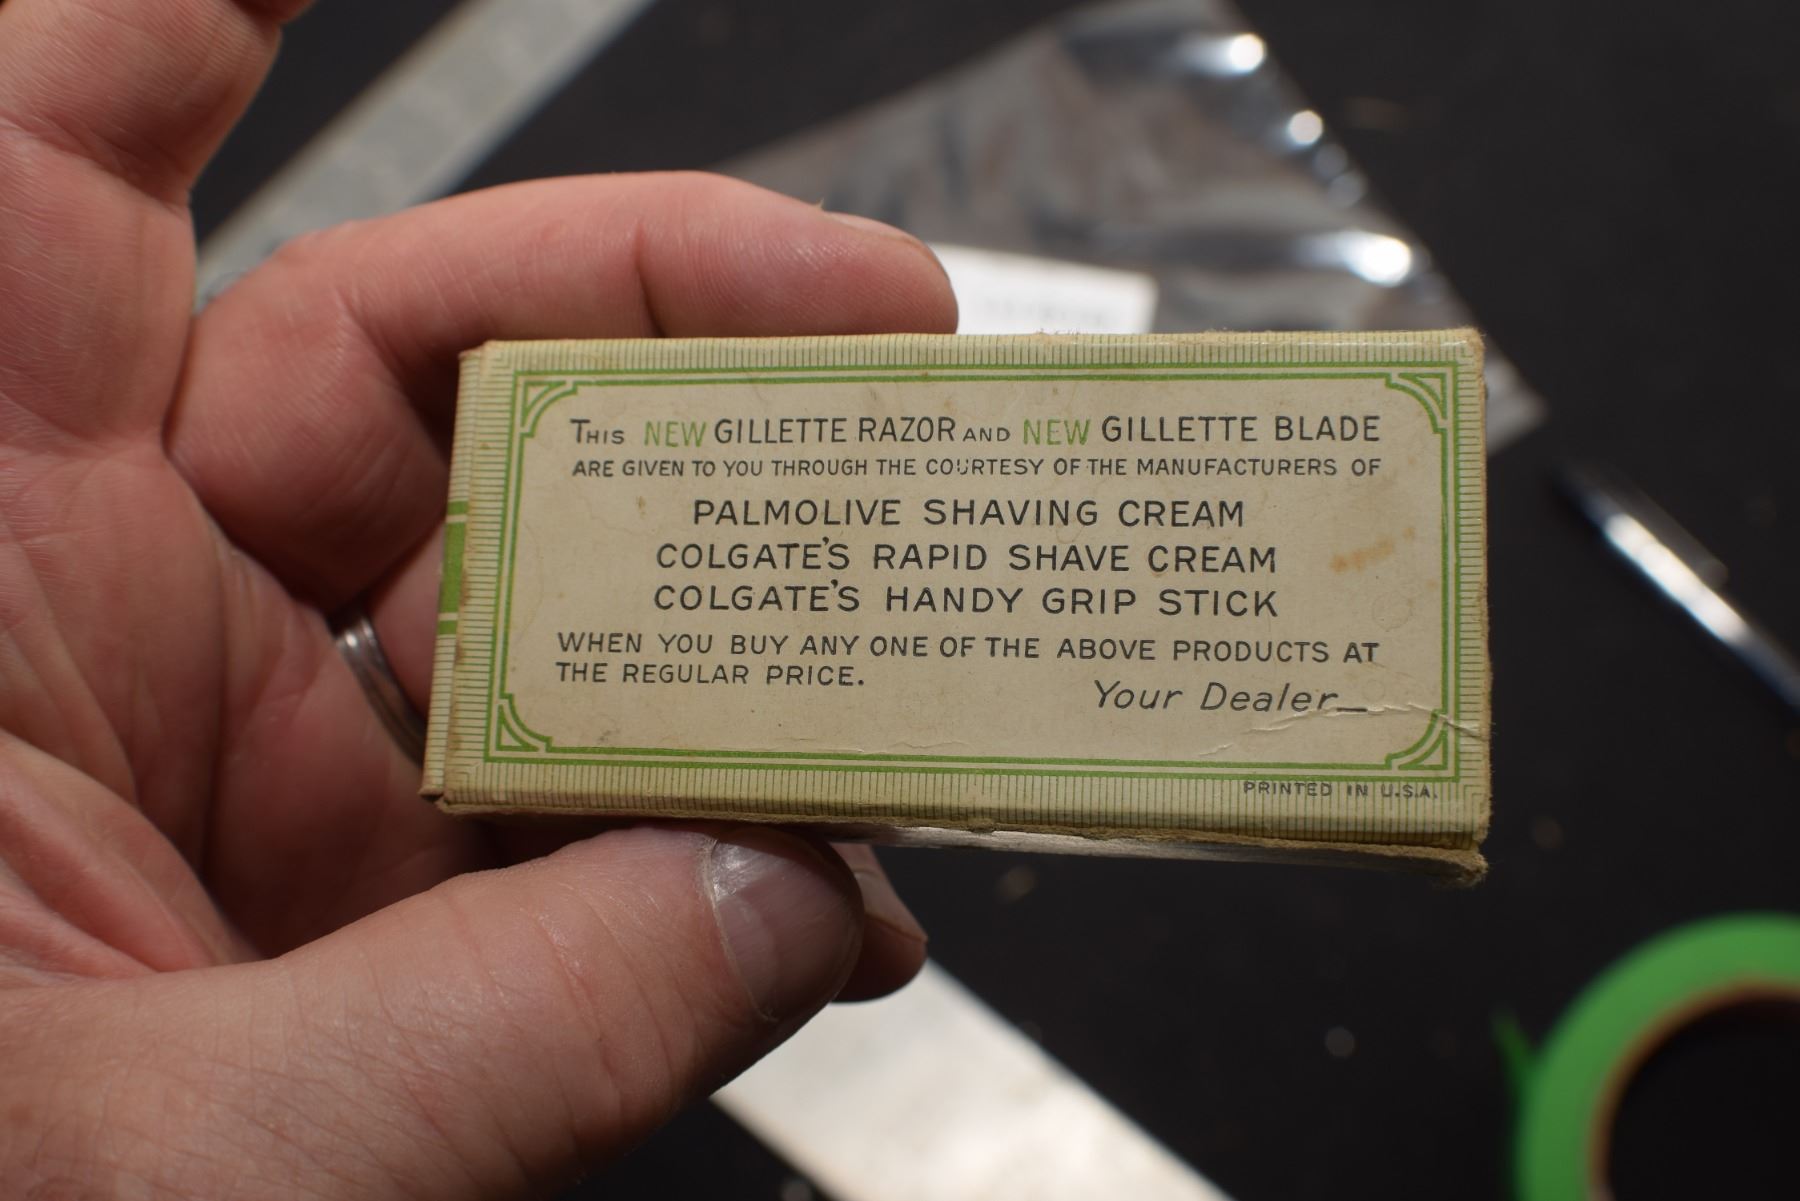 THIS NEW GILLETTE RAZOR AND NEW GILLETTE BLADE
ARE GIVEN TO YOU THROUGH THE COURTESY OF THE MANUFACTURERS OF
PALMOLIVE SHAVING CREAM
COLGATE'S RAPID SHAVE CREAM
COLGATE'S HANDY GRIP STICK
WHEN YOU BUY ANY ONE OF THE ABOVE PRODUCTS AT
THE REGULAR PRICE.
Your Dealer_
PRINTED IN U.S.A.